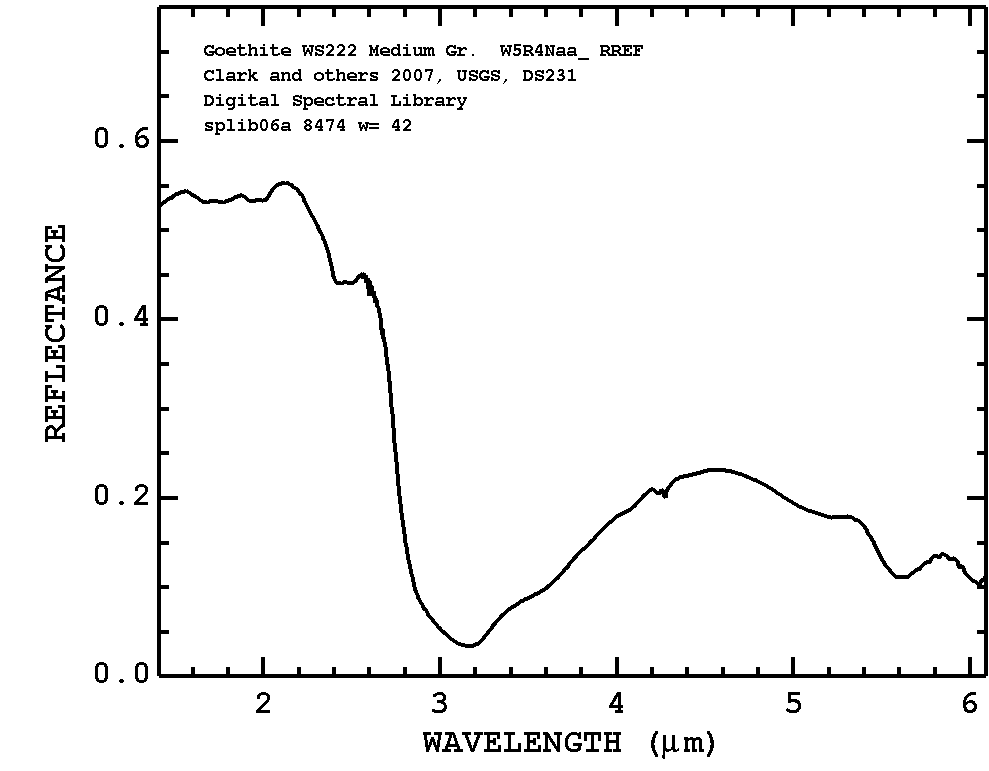 Goethite WS222 Medium Gr.  W5R4Naa_ RREF
Clark and others 2007, USGS, DS231
Digital Spectral Library
splib06a 8474 w= 42
0.6
0.4
0.2
0.0
REFLECTANCE
2 3 4 5 6
WAVELENGTH (μm)